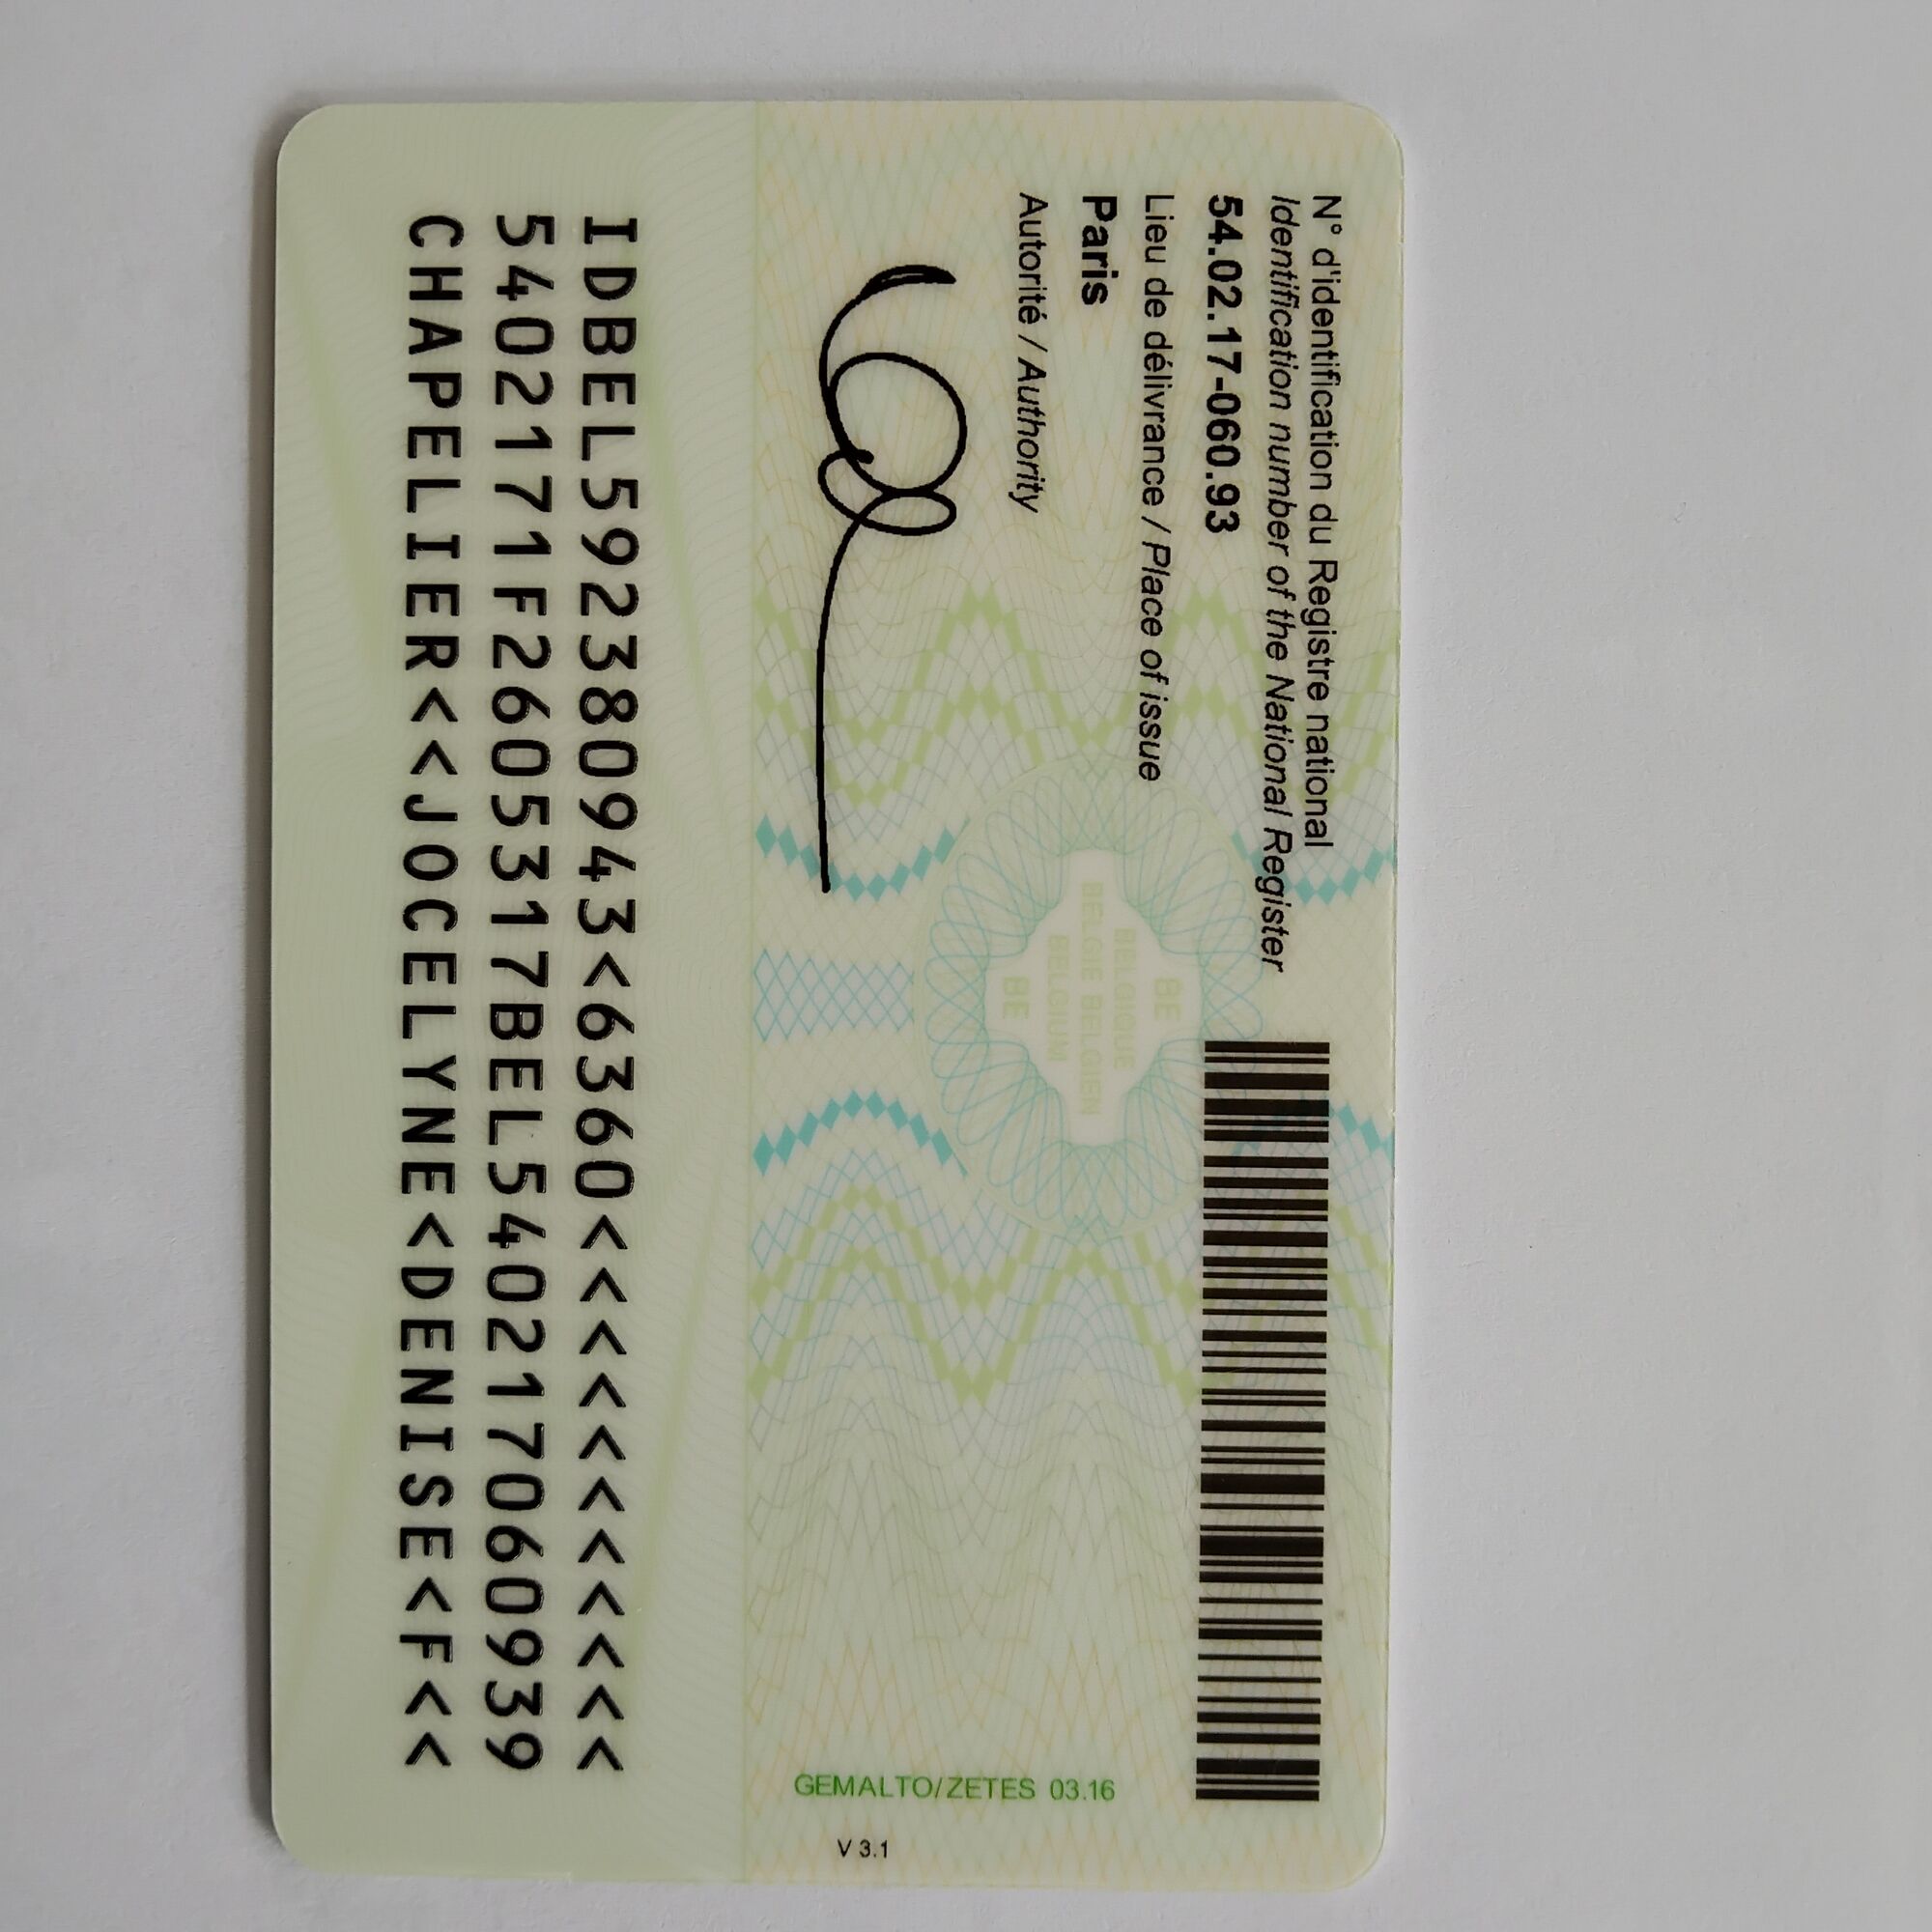 N° d'identification du Registre national
Identification number of the National Register
54.02.17-060.93
Lieu de délivrance / Place of issue
Paris
Autorité / Authority
BE
BELGIQUE
BELGIE BELGIEN
BELGIUM
BE
GEMALTO/ZETES 03.16
V 3.1
IDBEL592380943<6360<<<<<<<<<<<
5402171F2605317BEL540217060939
CHAPELIER<<JOCELYNE<DENISE<F<<